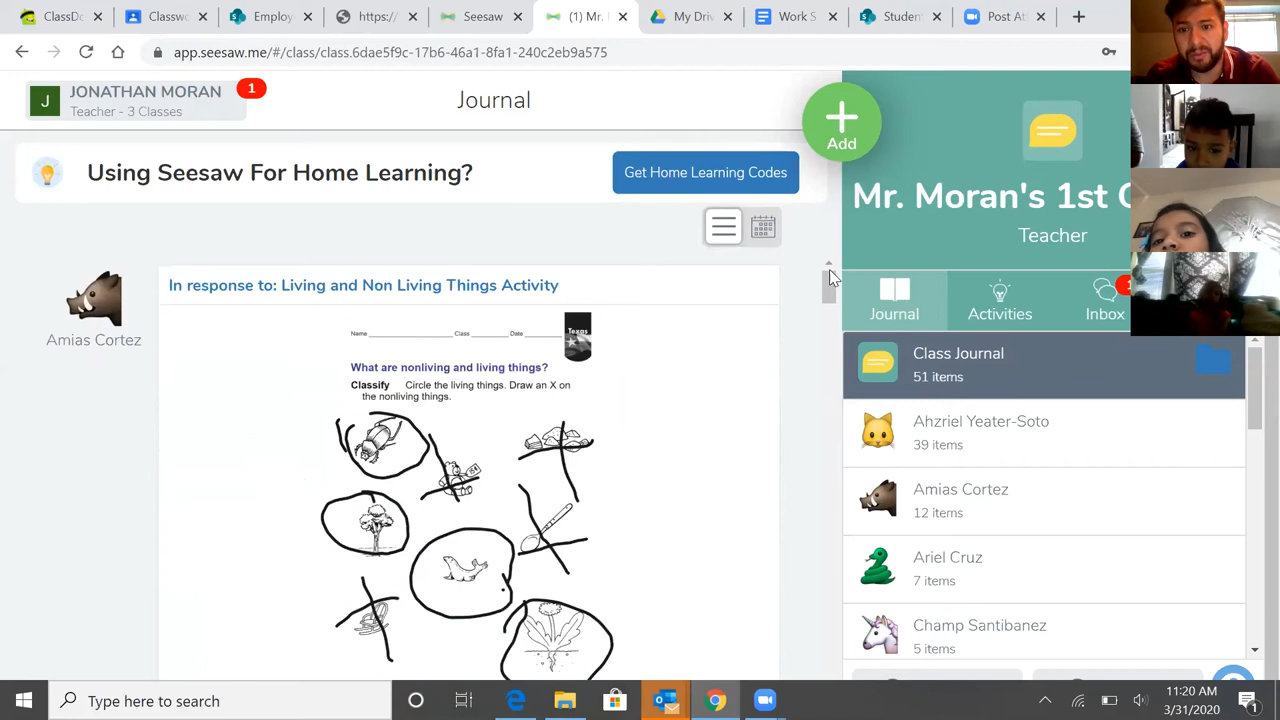 ClassDo
Classwo
Employ
https:/
Seesaw
(1) Mr.
My Driv
Work
Studen
Post At
app.seesaw.me/#/class/class.6dae5f9c-17b6-46a1-8fa1-240c2eb9a575
J
JONATHAN MORAN
1
Teacher - 3 Classes
Journal
Add
Using Seesaw For Home Learning?
Get Home Learning Codes
Mr. Moran's 1st
Teacher
Journal
Activities
Inbox
In response to: Living and Non Living Things Activity
Amias Cortez
Name
Class
Date
Texas
What are nonliving and living things?
Classify Circle the living things. Draw an X on
the nonliving things.
Class Journal
51 items
Ahzriel Yeater-Soto
39 items
Amias Cortez
12 items
Ariel Cruz
7 items
Champ Santibanez
5 items
Type here to search
11:20 AM
3/31/2020
1